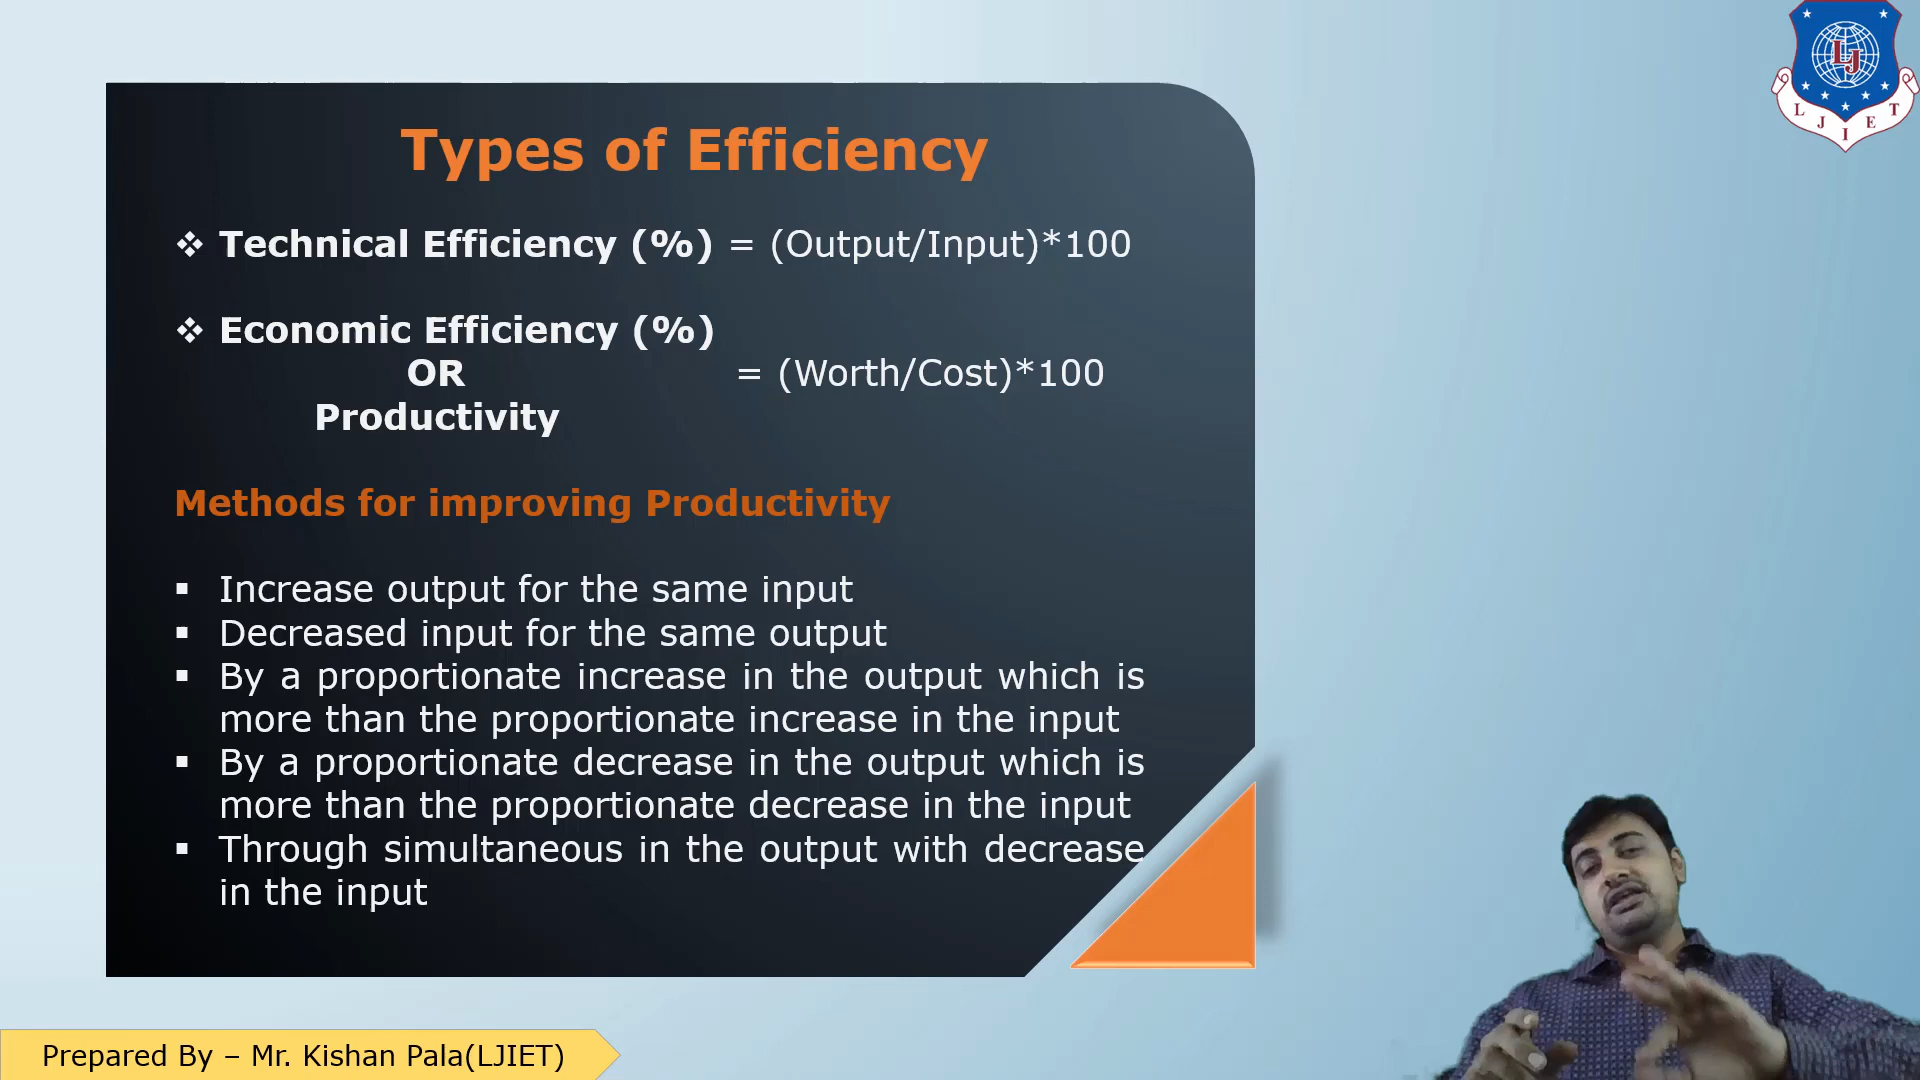 Types of Efficiency
❖ Technical Efficiency (%) = (Output/Input)*100
❖ Economic Efficiency (%)
OR = (Worth/Cost)*100
Productivity
Methods for improving Productivity
▪ Increase output for the same input
▪ Decreased input for the same output
▪ By a proportionate increase in the output which is
more than the proportionate increase in the input
▪ By a proportionate decrease in the output which is
more than the proportionate decrease in the input
▪ Through simultaneous in the output with decrease
in the input
Prepared By – Mr. Kishan Pala(LJIET)
LJ
L J I E T